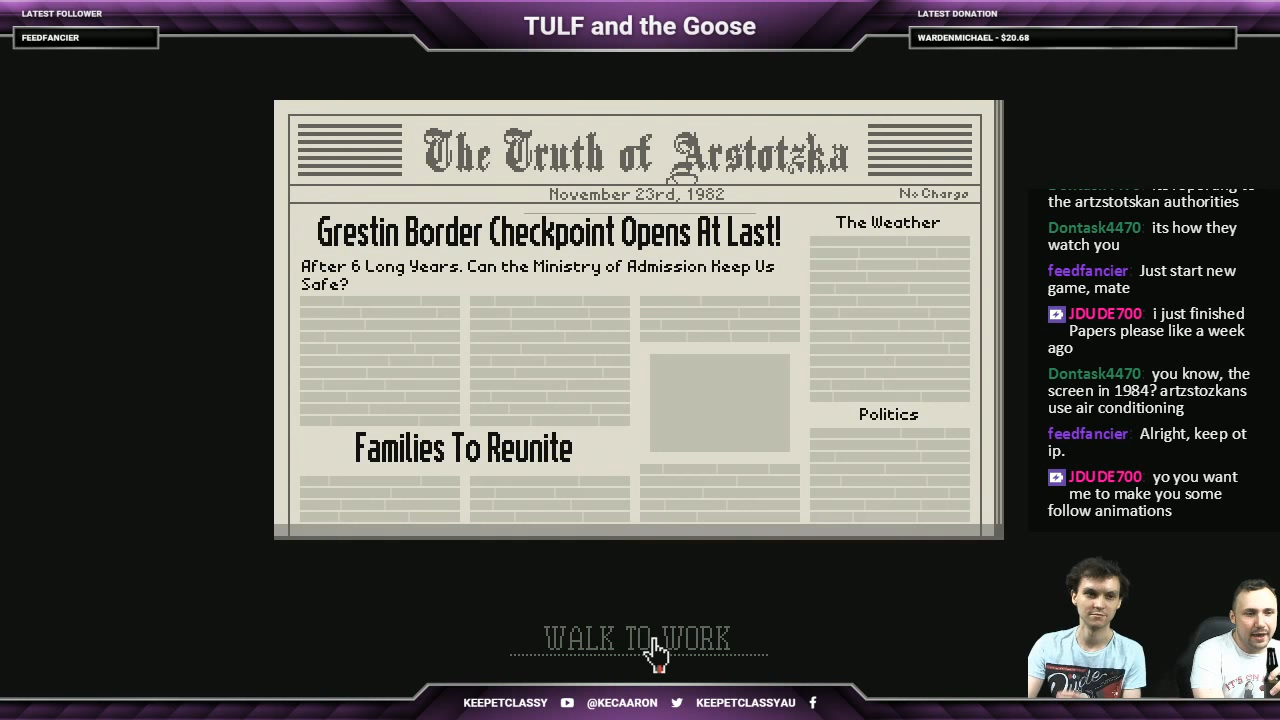 LATEST FOLLOWER
FEEDFANCIER
TULF and the Goose
LATEST DONATION
WARDENMICHAEL - $20.68
The Truth of Arstotzka
November 23rd, 1982
No Charge
Grestin Border Checkpoint Opens At Last!
After 6 Long Years. Can the Ministry of Admission Keep Us
Safe?
The Weather
Families To Reunite
Politics
WALK TO WORK
the artzstotskan authorities
Dontask4470: its how they
watch you
feedfancier: Just start new
game, mate
JDUDE700: i just finished
Papers please like a week
ago
Dontask4470: you know, the
screen in 1984? artzstozkans
use air conditioning
feedfancier: Alright, keep ot
ip.
JDUDE700: yo you want
me to make you some
follow animations
Dude
IT'S ON
KEEPETCLASSY
@KECAARON
KEEPETCLASSYAU